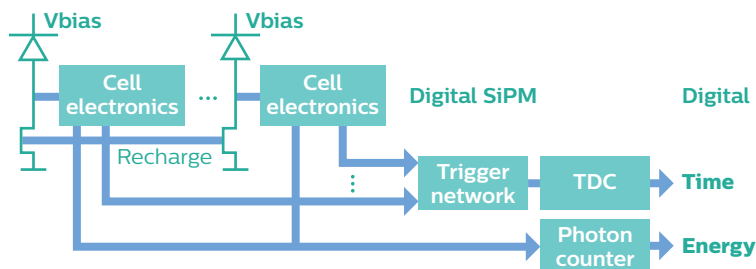 Vbias
Vbias
Cell
electronics
...
Cell
electronics
Digital SiPM
Digital
Recharge
Trigger
network
TDC
Time
Photon
counter
Energy